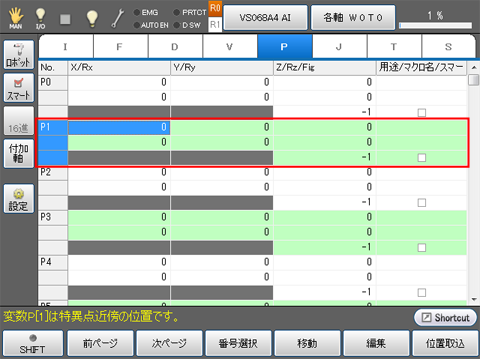 MAN I/O EMG PRTCT AUTO EN D SW R0 R1 VS068A4 AI 各軸 W0T0 1 %
I F D V P J T S
ロボット
スマート
16進
付加軸
設定
No. X/Rx Y/Ry Z/Rz/Fig 用途/マクロ名/スマー
P0 0 0 0
0 0 0
-1
P1 0 0 0
0 0 0
-1
P2 0 0 0
0 0 0
-1
P3 0 0 0
0 0 0
-1
P4 0 0 0
0 0 0
-1
P5 0 0 0
変数P[1]は特異点近傍の位置です。
Shortcut
SHIFT 前ページ 次ページ 番号選択 移動 編集 位置取込